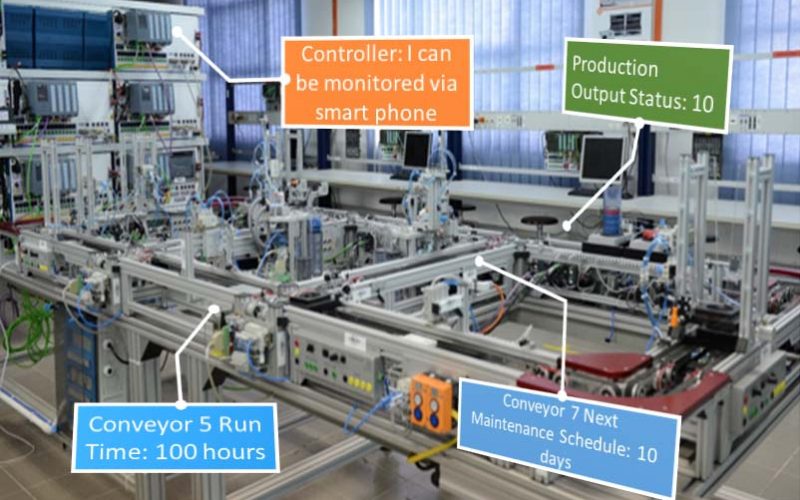 Controller: I can
be monitored via
smart phone
Production
Output Status: 10
Conveyor 5 Run
Time: 100 hours
Conveyor 7 Next
Maintenance Schedule: 10
days